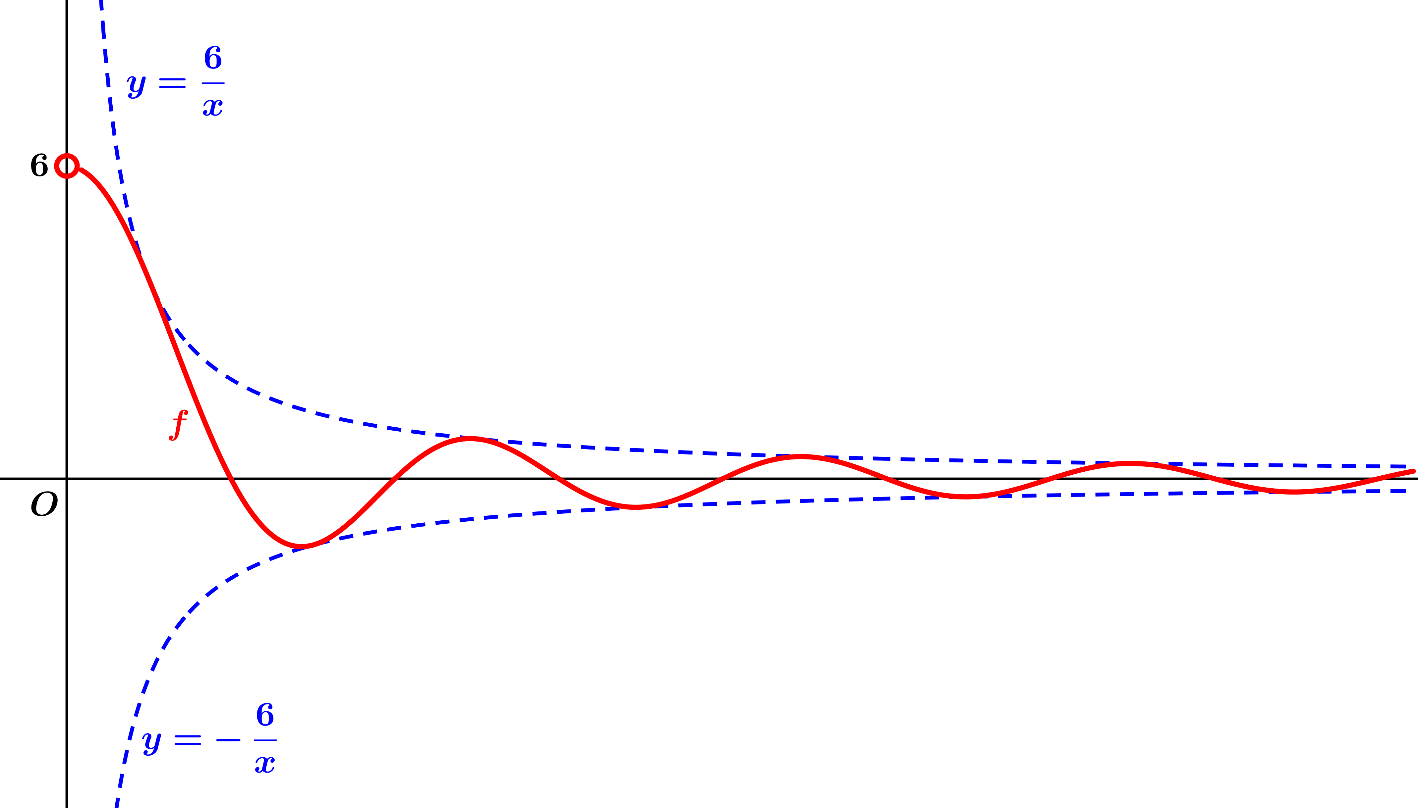 y = 6/x
6
f
O
y = - 6/x